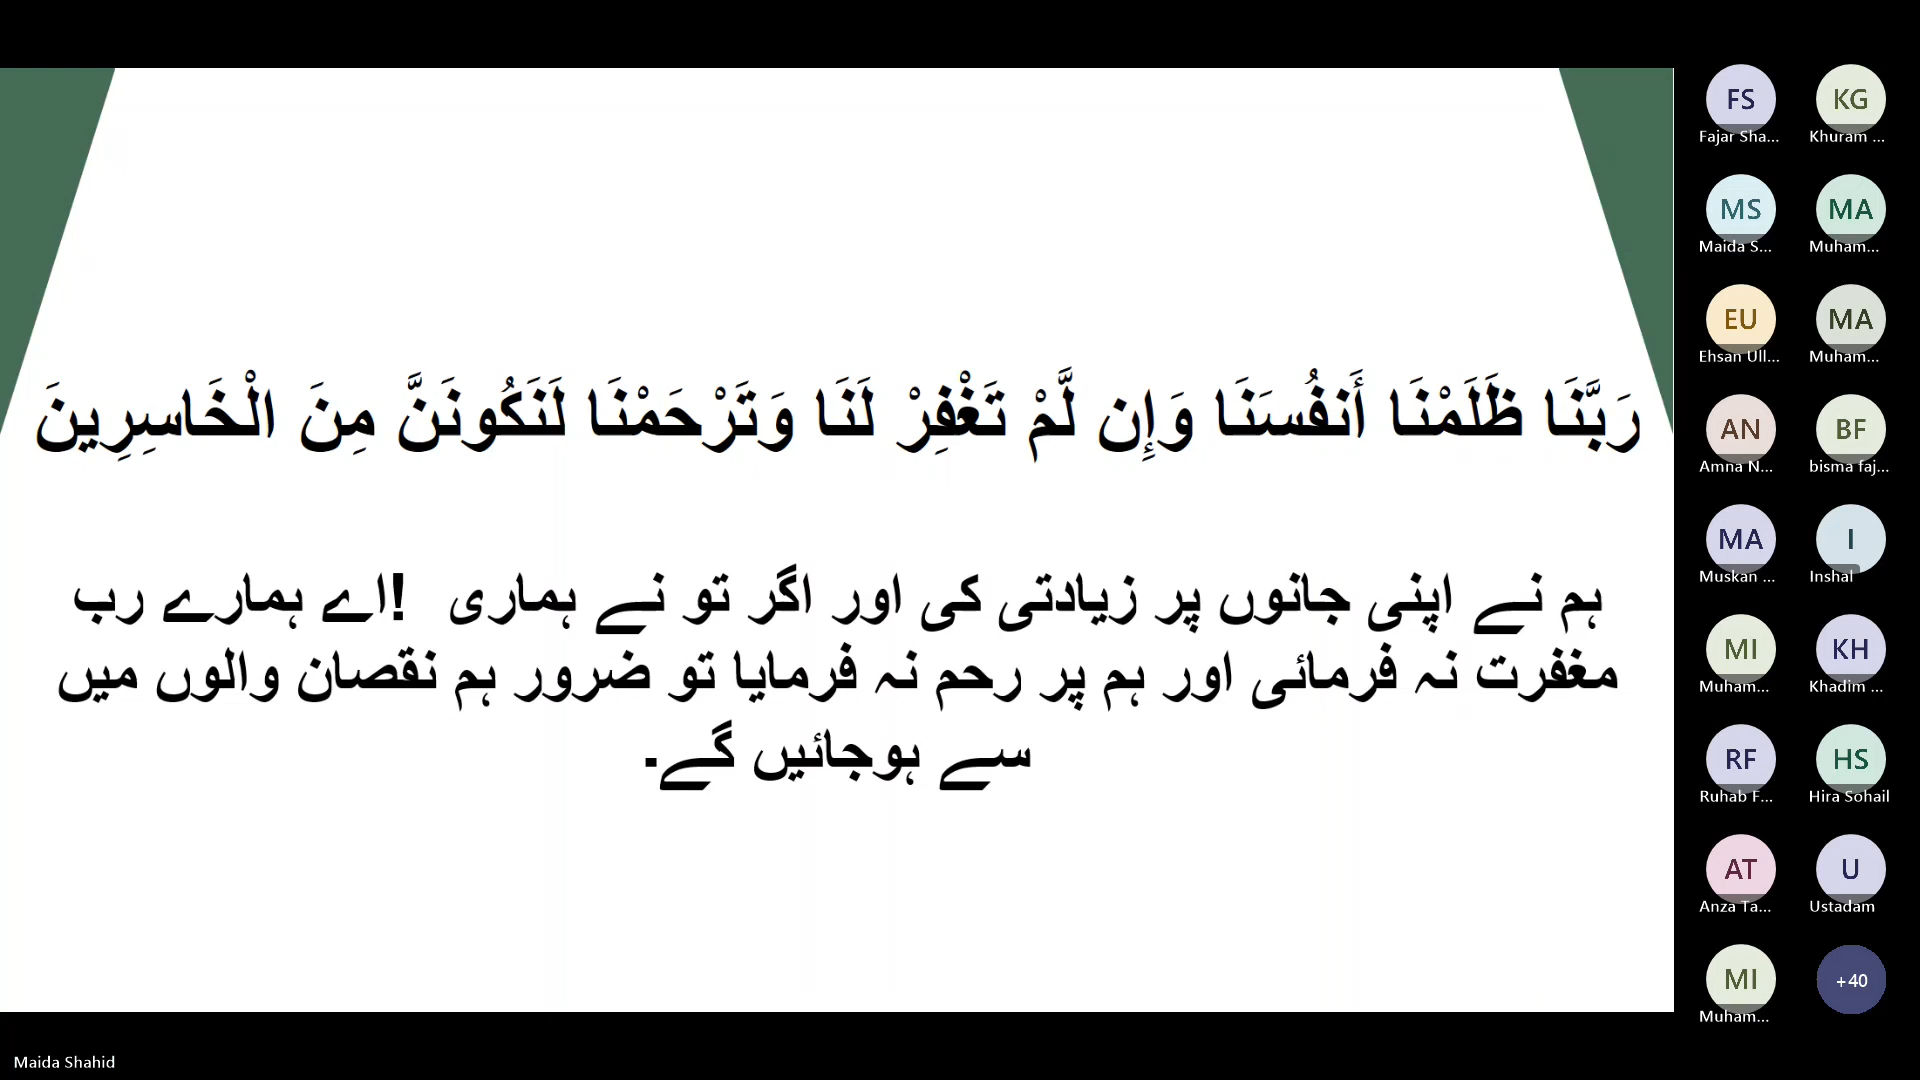 رَبَّنَا ظَلَمْنَا أَنفُسَنَا وَإِن لَّمْ تَغْفِرْ لَنَا وَتَرْحَمْنَا لَنَكُونَنَّ مِنَ الْخَاسِرِينَ
ہم نے اپنی جانوں پر زیادتی کی اور اگر تو نے ہماری !اے ہمارے رب
مغفرت نہ فرمائی اور ہم پر رحم نہ فرمایا تو ضرور ہم نقصان والوں میں
سے ہوجائیں گے۔
FS
Fajar Sha...
KG
Khuram ...
MS
Maida S...
MA
Muham...
EU
Ehsan Ull...
MA
Muham...
AN
Amna N...
BF
bisma faj...
MA
Muskan ...
I
Inshal
MI
Muham...
KH
Khadim ...
RF
Ruhab F...
HS
Hira Sohail
AT
Anza Ta...
U
Ustadam
MI
Muham...
+40
Maida Shahid